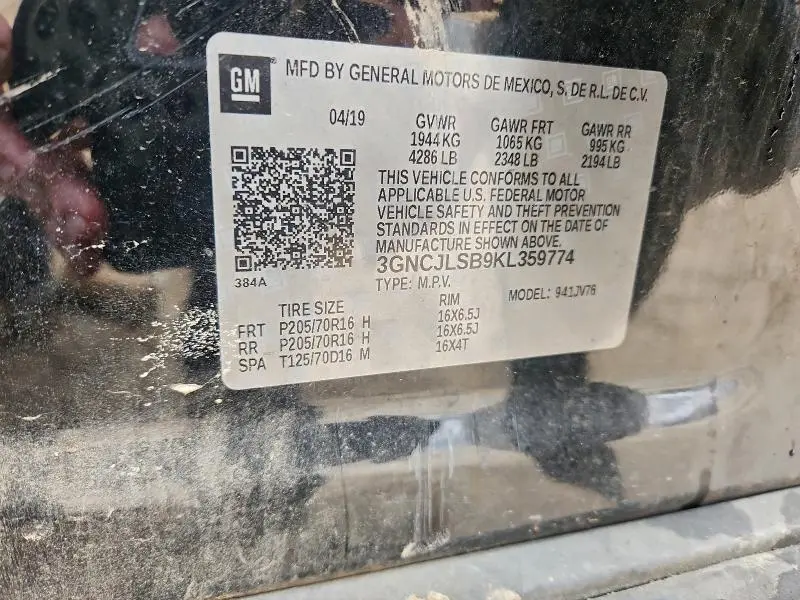 GM
MFD BY GENERAL MOTORS DE MEXICO, S. DE R.L. DE C.V.
04/19 GVWR GAWR FRT GAWR RR
1944 KG 1065 KG 995 KG
4286 LB 2348 LB 2194 LB
THIS VEHICLE CONFORMS TO ALL
APPLICABLE U.S. FEDERAL MOTOR
VEHICLE SAFETY AND THEFT PREVENTION
STANDARDS IN EFFECT ON THE DATE OF
MANUFACTURE SHOWN ABOVE.
3GNCJLSB9KL359774
384A TYPE: M.P.V. MODEL: 941JV76
TIRE SIZE RIM
FRT P205/70R16 H 16X6.5J
RR P205/70R16 H 16X6.5J
SPA T125/70D16 M 16X4T